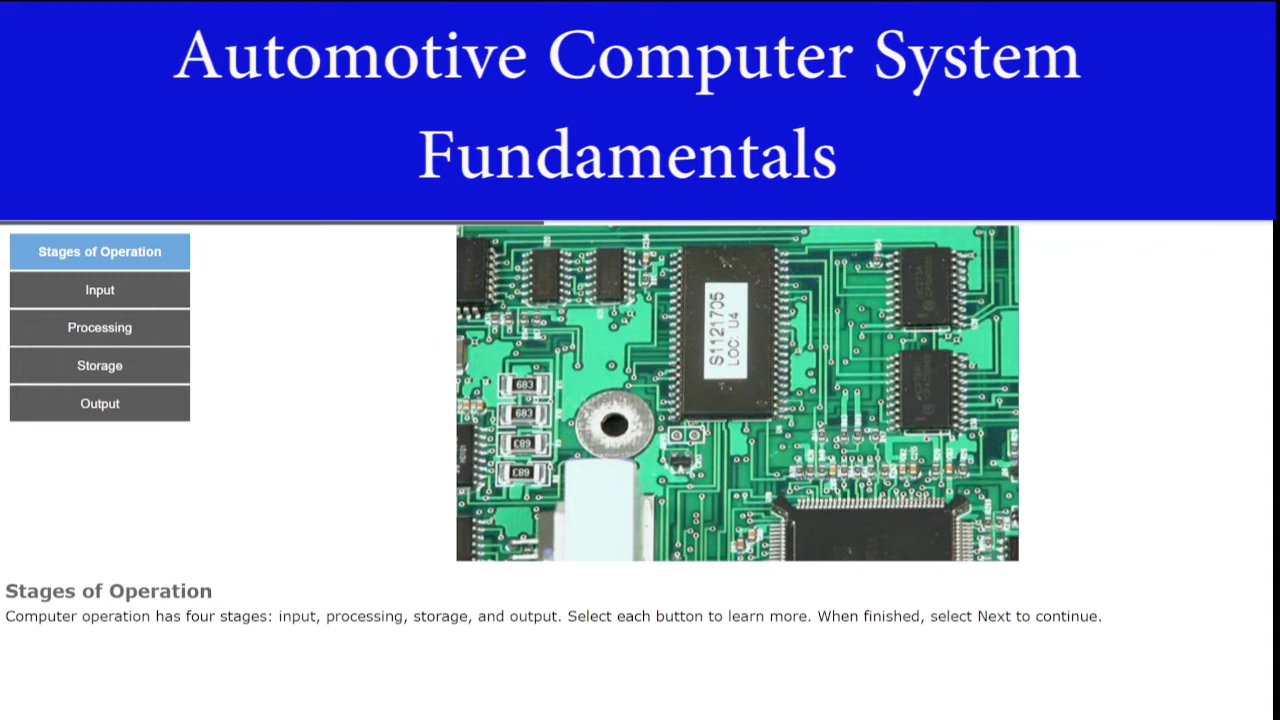 Automotive Computer System
Fundamentals
Stages of Operation
Input
Processing
Storage
Output
S1121705
LOC: U4
683
683
683
683
Stages of Operation
Computer operation has four stages: input, processing, storage, and output. Select each button to learn more. When finished, select Next to continue.